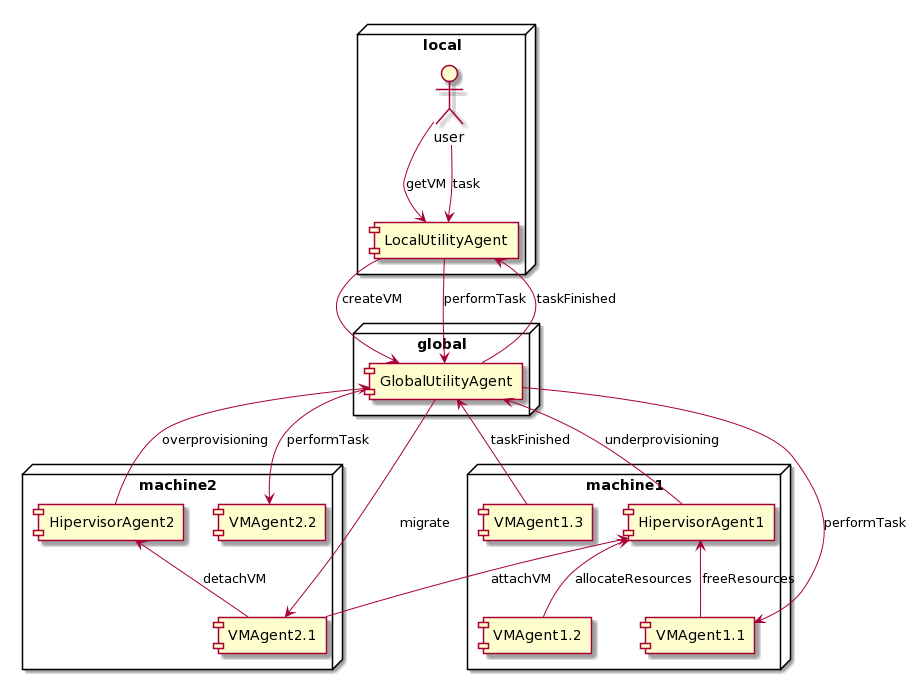 local
user
getVM
task
LocalUtilityAgent
createVM
performTask
taskFinished
global
GlobalUtilityAgent
overprovisioning
performTask
taskFinished
underprovisioning
machine2
machine1
HipervisorAgent2
VMAgent2.2
migrate
VMAgent1.3
HipervisorAgent1
performTask
detachVM
attachVM
allocateResources
freeResources
VMAgent2.1
VMAgent1.2
VMAgent1.1